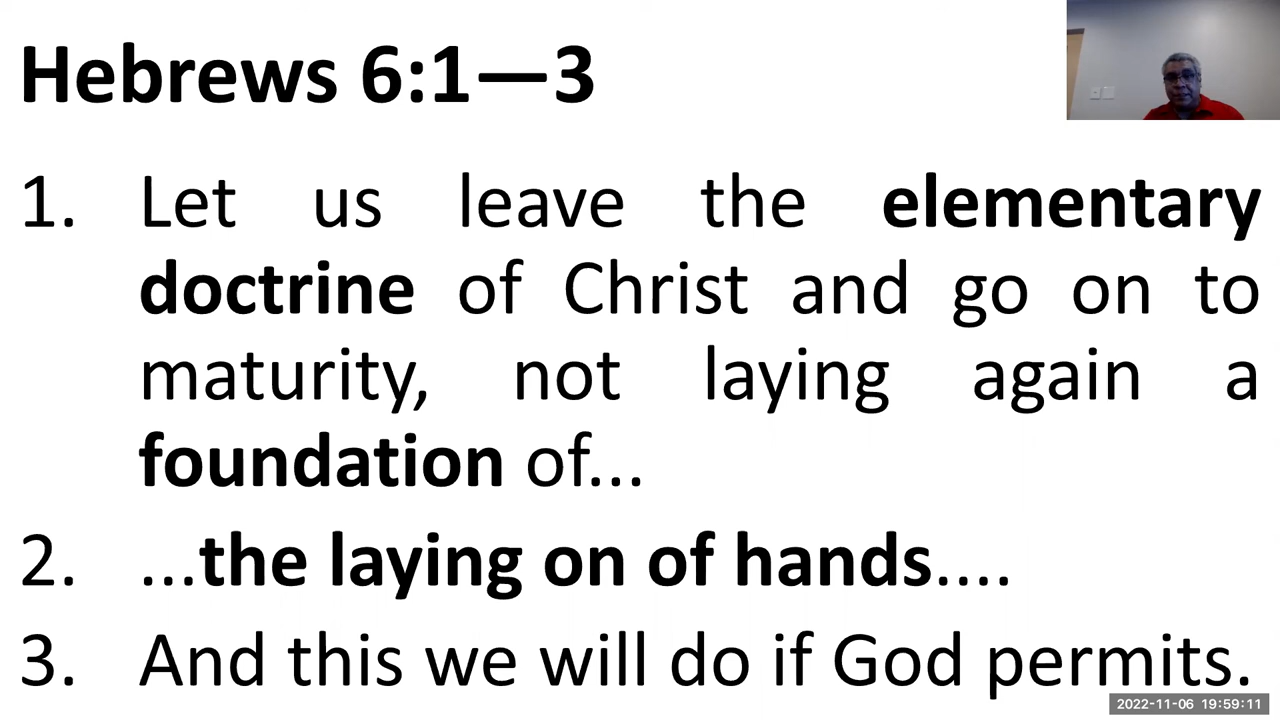 Hebrews 6:1—3
1. Let us leave the elementary
doctrine of Christ and go on to
maturity, not laying again a
foundation of...
2. ...the laying on of hands....
3. And this we will do if God permits.
2022-11-06 19:59:11